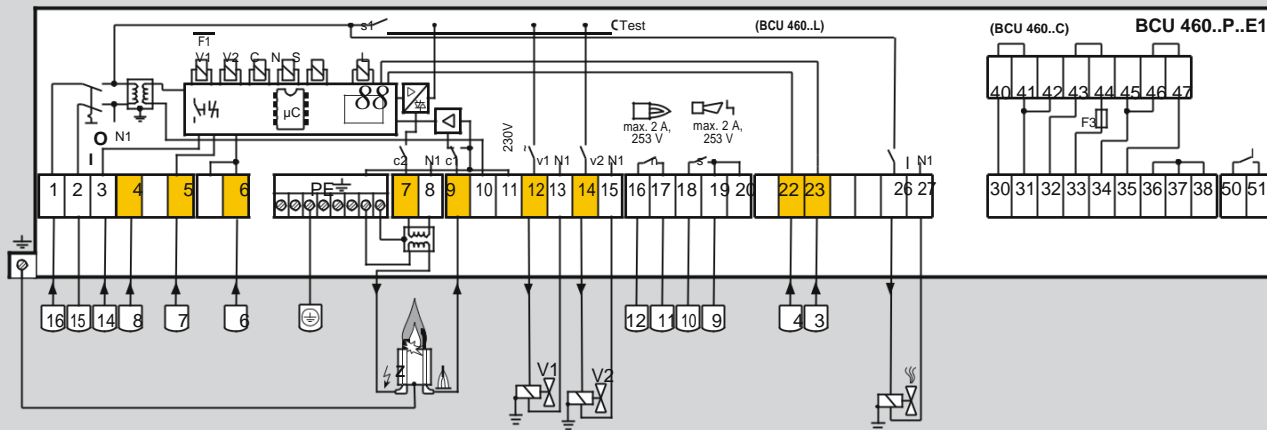 s1 C Test (BCU 460..L) (BCU 460..C) BCU 460..P..E1
F1
V1 V2 C N S L
88
µC
40 41 42 43 44 45 46 47
F3
O N1
I
max. 2 A, 253 V
max. 2 A, 253 V
230V
~
c2 N1 c1 v1 N1 v2 N1 s I N1
PE
1 2 3 4 5 6 7 8 9 10 11 12 13 14 15 16 17 18 19 20 22 23 26 27 30 31 32 33 34 35 36 37 38 50 51
16 15 14 8 7 6 12 11 10 9 4 3
Z V1 V2